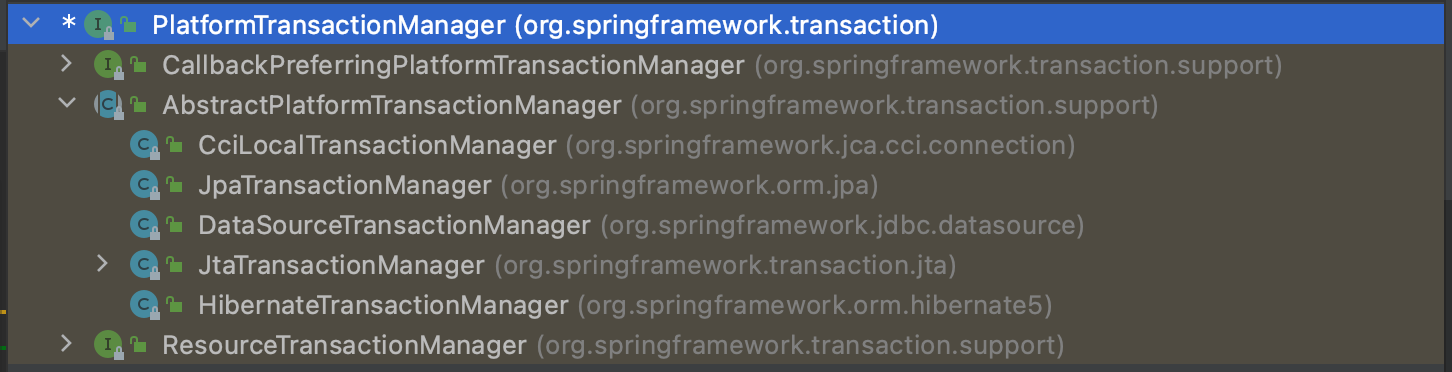 * I PlatformTransactionManager (org.springframework.transaction)
I CallbackPreferringPlatformTransactionManager (org.springframework.transaction.support)
C AbstractPlatformTransactionManager (org.springframework.transaction.support)
C CciLocalTransactionManager (org.springframework.jca.cci.connection)
C JpaTransactionManager (org.springframework.orm.jpa)
C DataSourceTransactionManager (org.springframework.jdbc.datasource)
C JtaTransactionManager (org.springframework.transaction.jta)
C HibernateTransactionManager (org.springframework.orm.hibernate5)
I ResourceTransactionManager (org.springframework.transaction.support)